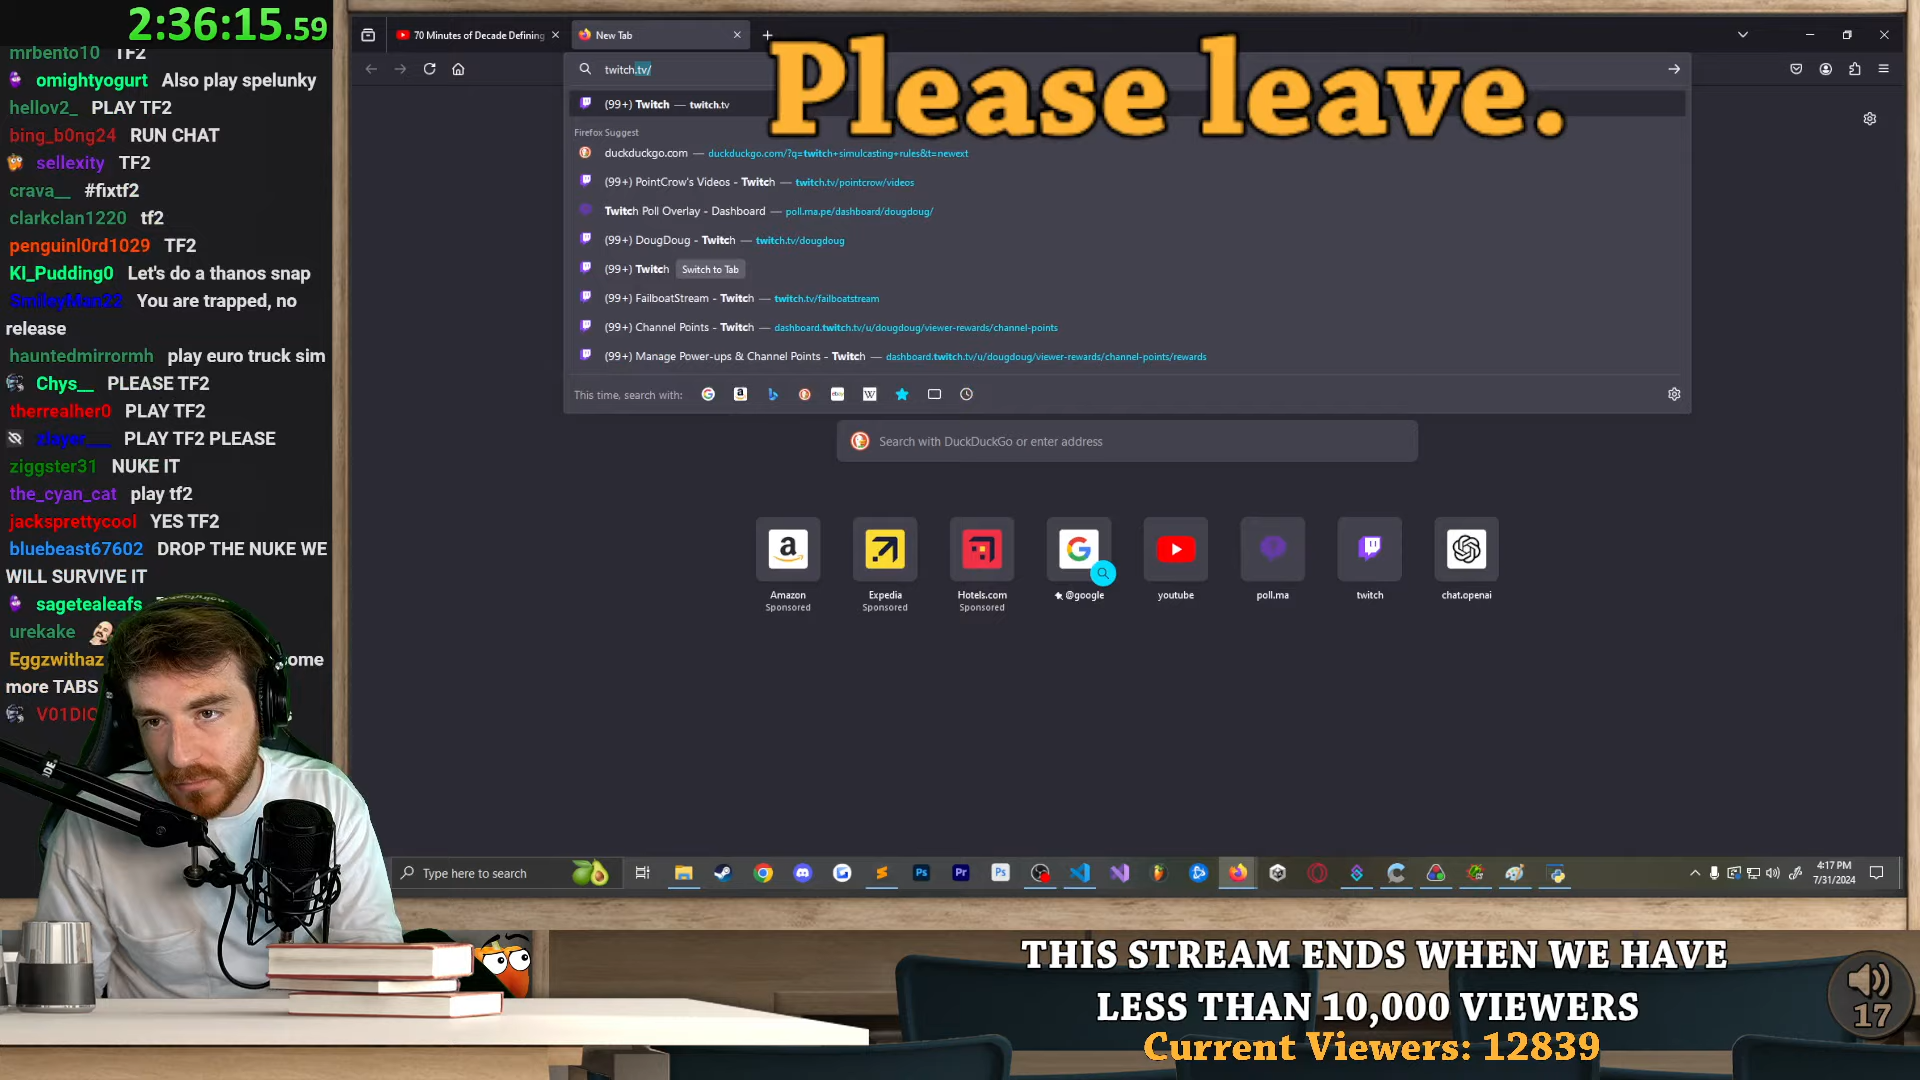 2:36:15.59
mrbento10 TF2
omightyogurt Also play spelunky
hellov2_ PLAY TF2
bing_b0ng24 RUN CHAT
sellexity TF2
crava__ #fixtf2
clarkclan1220 tf2
penguinl0rd1029 TF2
KI_Pudding0 Let's do a thanos snap
SmileyMan22 You are trapped, no
release
hauntedmirrormh play euro truck sim
Chys__ PLEASE TF2
therrealher0 PLAY TF2
zlayer___ PLAY TF2 PLEASE
ziggster31 NUKE IT
the_cyan_cat play tf2
jacksprettycool YES TF2
bluebeast67602 DROP THE NUKE WE
WILL SURVIVE IT
sagetealeafs
urekake
Eggzwithaz
more TABS
70 Minutes of Decade Defining
New Tab
twitch.tv/
Please leave.
(99+) Twitch — twitch.tv
Firefox Suggest
duckduckgo.com — duckduckgo.com/?q=twitch+simulcasting+rules&t=newext
(99+) PointCrow's Videos - Twitch — twitch.tv/pointcrow/videos
Twitch Poll Overlay - Dashboard — poll.ma.pe/dashboard/dougdoug/
(99+) DougDoug - Twitch — twitch.tv/dougdoug
(99+) Twitch Switch to Tab
(99+) FailboatStream - Twitch — twitch.tv/failboatstream
(99+) Channel Points - Twitch — dashboard.twitch.tv/u/dougdoug/viewer-rewards/channel-points
(99+) Manage Power-ups & Channel Points - Twitch — dashboard.twitch.tv/u/dougdoug/viewer-rewards/channel-points/rewards
This time, search with:
Search with DuckDuckGo or enter address
Amazon
Sponsored
Expedia
Sponsored
Hotels.com
Sponsored
@google
youtube
poll.ma
twitch
chat.openai
Type here to search
4:17 PM
7/31/2024
THIS STREAM ENDS WHEN WE HAVE
LESS THAN 10,000 VIEWERS
Current Viewers: 12839
17